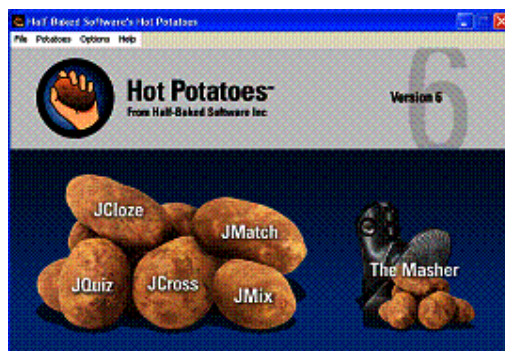 Half-Baked Software's Hot Potatoes
File Potatoes Options Help
Hot Potatoes™
From Half-Baked Software Inc
Version 6
6
JCloze
JMatch
JQuiz
JCross
JMix
The Masher